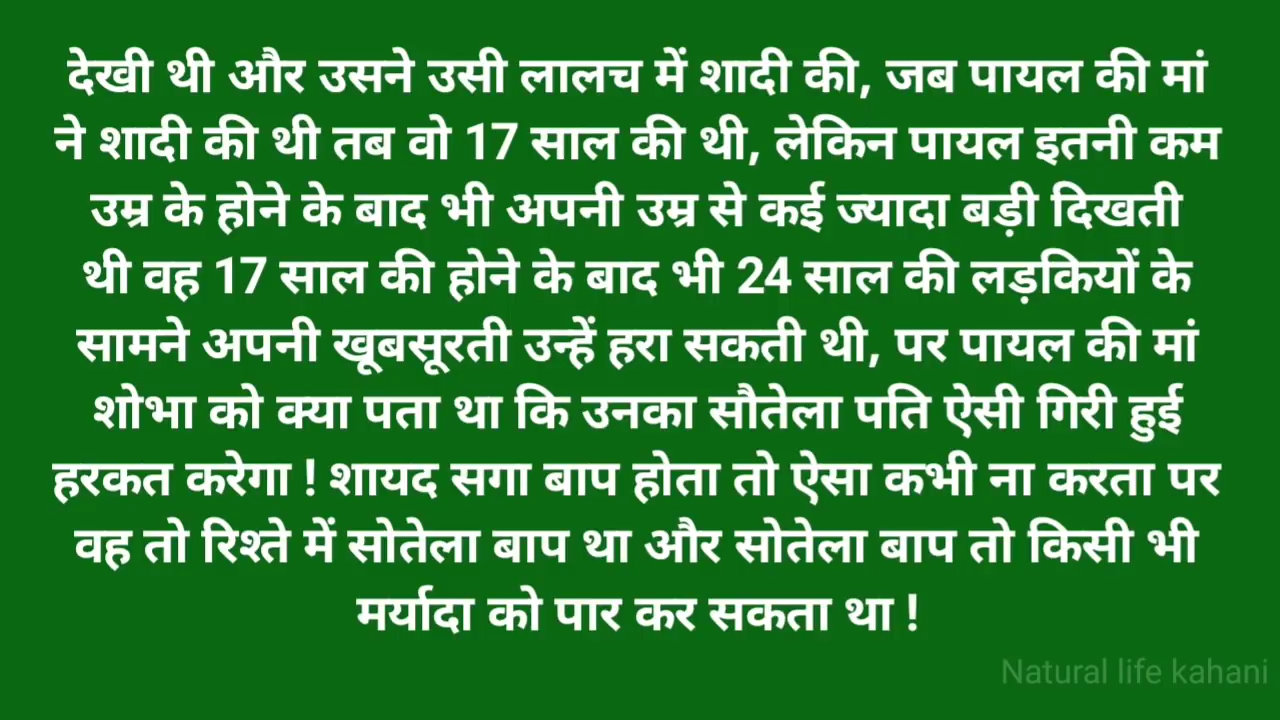 देखी थी और उसने उसी लालच में शादी की, जब पायल की मां
ने शादी की थी तब वो 17 साल की थी, लेकिन पायल इतनी कम
उम्र के होने के बाद भी अपनी उम्र से कई ज्यादा बड़ी दिखती
थी वह 17 साल की होने के बाद भी 24 साल की लड़कियों के
सामने अपनी खूबसूरती उन्हें हरा सकती थी, पर पायल की मां
शोभा को क्या पता था कि उनका सौतेला पति ऐसी गिरी हुई
हरकत करेगा ! शायद सगा बाप होता तो ऐसा कभी ना करता पर
वह तो रिश्ते में सोतेला बाप था और सोतेला बाप तो किसी भी
मर्यादा को पार कर सकता था !
Natural life kahani